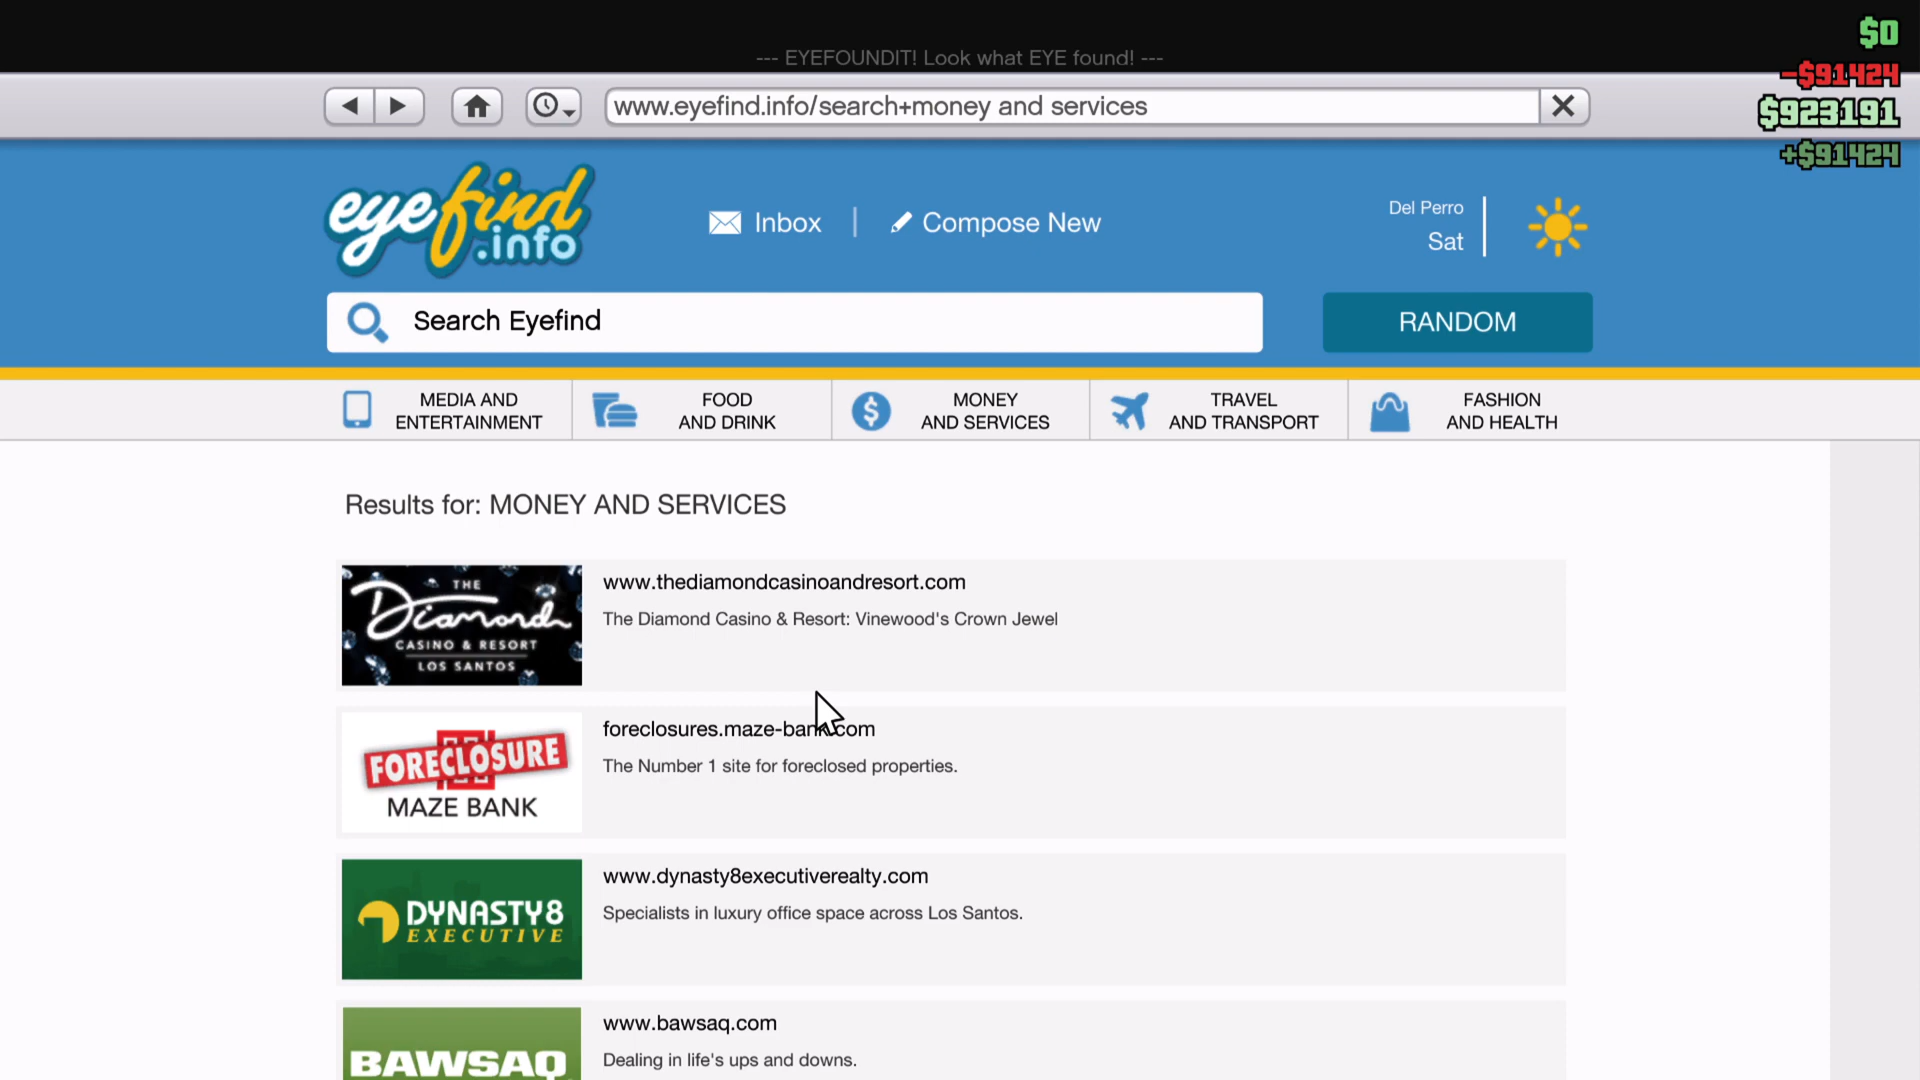 $0
--- EYEFOUNDIT! Look what EYE found! ---
-$91424
www.eyefind.info/search+money and services
$923191
+$91424
eyefind
.info
Inbox
Compose New
Del Perro
Sat
Search Eyefind
RANDOM
MEDIA AND
ENTERTAINMENT
FOOD
AND DRINK
MONEY
AND SERVICES
TRAVEL
AND TRANSPORT
FASHION
AND HEALTH
Results for: MONEY AND SERVICES
THE
Diamond
CASINO & RESORT
LOS SANTOS
www.thediamondcasinoandresort.com
The Diamond Casino & Resort: Vinewood's Crown Jewel
FORECLOSURE
MAZE BANK
foreclosures.maze-bank.com
The Number 1 site for foreclosed properties.
DYNASTY8
EXECUTIVE
www.dynasty8executiverealty.com
Specialists in luxury office space across Los Santos.
BAWSAQ
www.bawsaq.com
Dealing in life's ups and downs.